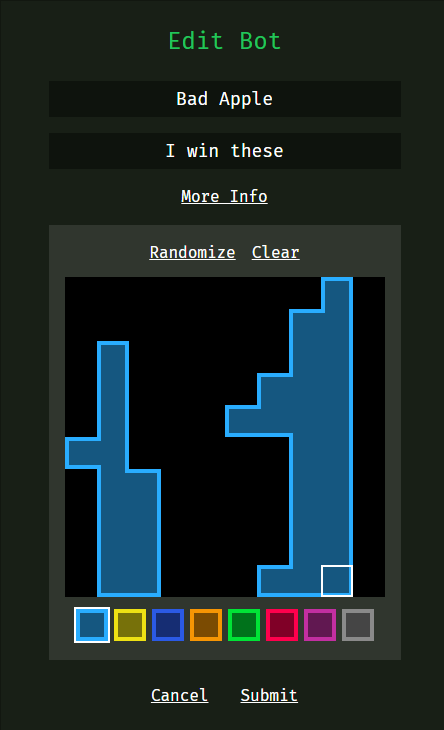 Edit Bot
Bad Apple
I win these
More Info
Randomize Clear
Cancel Submit